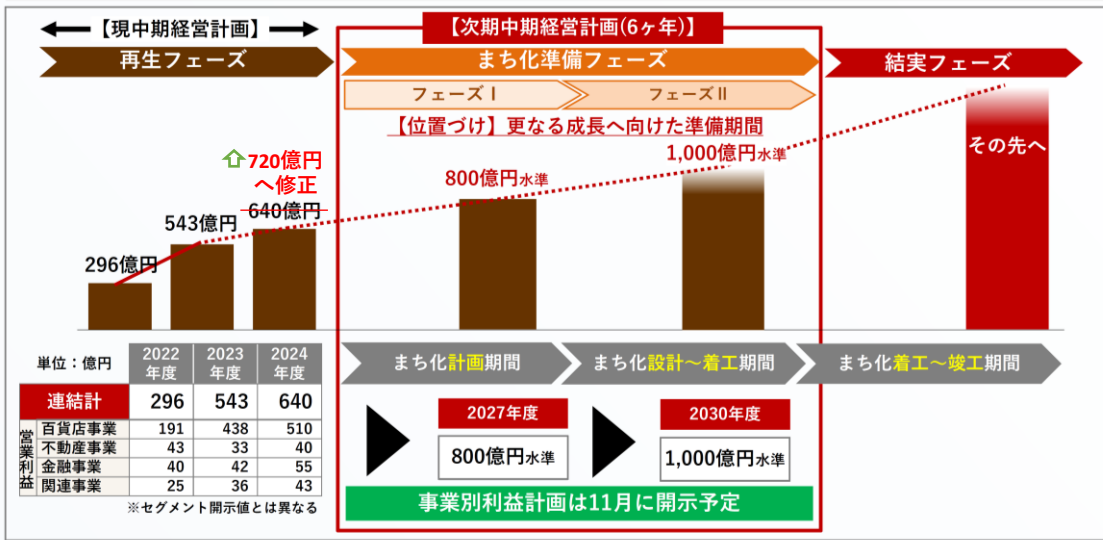 【現中期経営計画】
【次期中期経営計画(6ヶ年)】
再生フェーズ
まち化準備フェーズ
結実フェーズ
フェーズⅠ
フェーズⅡ
【位置づけ】更なる成長へ向けた準備期間
720億円
へ修正
640億円
543億円
296億円
800億円水準
1,000億円水準
その先へ
単位：億円
2022
年度
2023
年度
2024
年度
連結計 296 543 640
営業利益
百貨店事業 191 438 510
不動産事業 43 33 40
金融事業 40 42 55
関連事業 25 36 43
※セグメント開示値とは異なる
まち化計画期間
まち化設計～着工期間
まち化着工～竣工期間
2027年度
800億円水準
2030年度
1,000億円水準
事業別利益計画は11月に開示予定